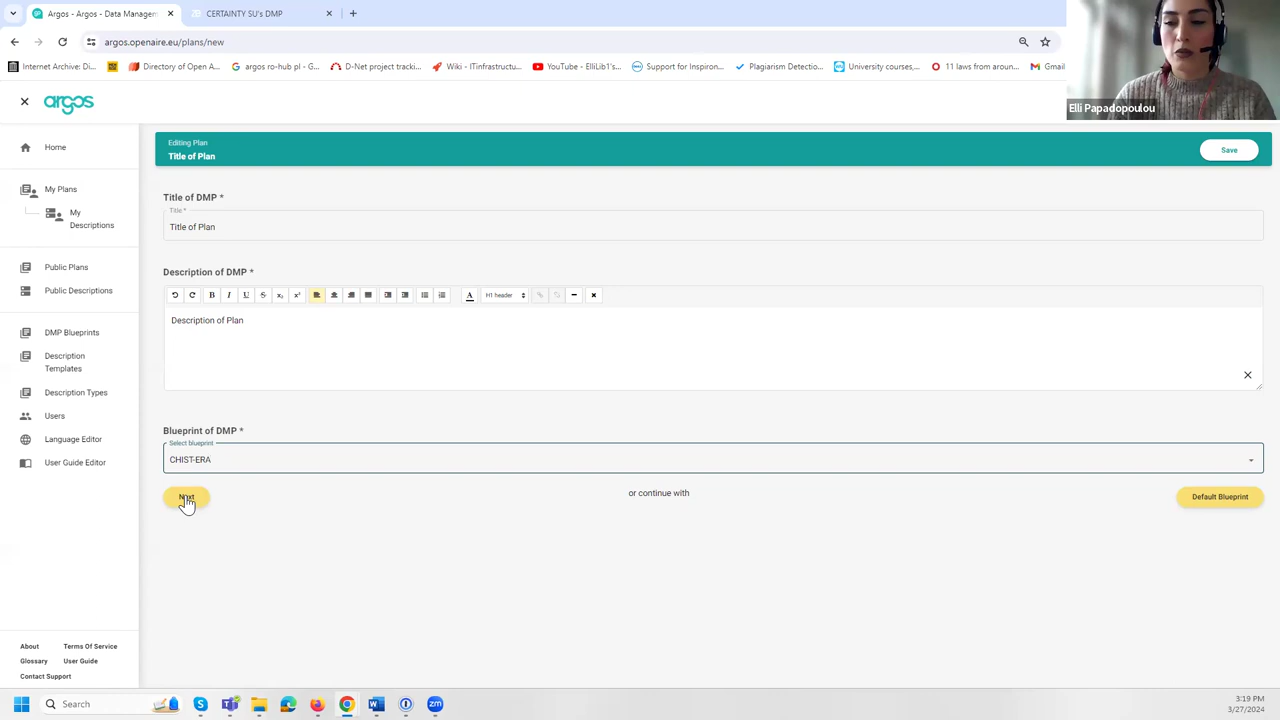 Argos - Argos - Data Managem
CERTAINTY SU's DMP
argos.openaire.eu/plans/new
Internet Archive: Di...
Directory of Open A...
argos ro-hub pl - G...
D-Net project tracki...
Wiki - ITinfrastructu...
YouTube - ElliLib1's...
Support for Inspiron...
Plagiarism Detectio...
University courses,...
11 laws from aroun...
Gmail
Elli Papadopoulou
argos
Home
My Plans
My
Descriptions
Public Plans
Public Descriptions
DMP Blueprints
Description
Templates
Description Types
Users
Language Editor
User Guide Editor
About Terms Of Service
Glossary User Guide
Contact Support
Editing Plan
Title of Plan
Save
Title of DMP *
Title *
Title of Plan
Description of DMP *
H1 header
Description of Plan
Blueprint of DMP *
Select blueprint
CHIST-ERA
Next
or continue with
Default Blueprint
Search
3:19 PM
3/27/2024